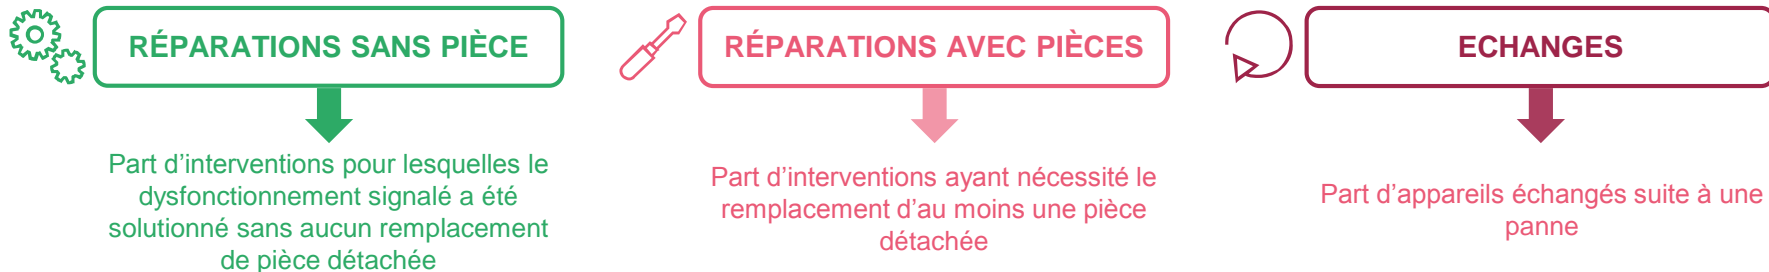 RÉPARATIONS SANS PIÈCE
Part d’interventions pour lesquelles le
dysfonctionnement signalé a été
solutionné sans aucun remplacement
de pièce détachée
RÉPARATIONS AVEC PIÈCES
Part d’interventions ayant nécessité le
remplacement d’au moins une pièce
détachée
ECHANGES
Part d’appareils échangés suite à une
panne